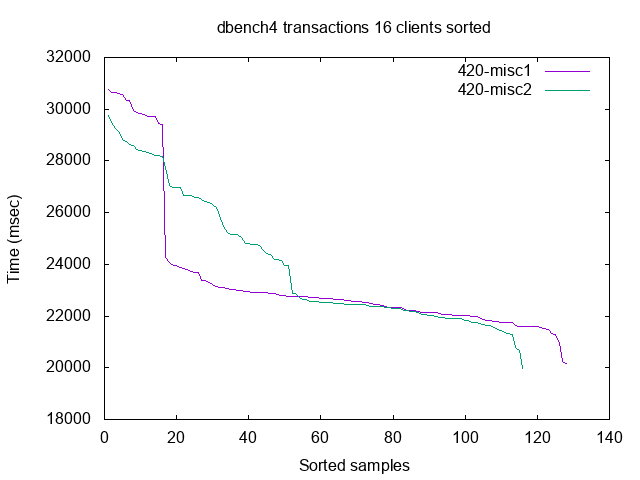 dbench4 transactions 16 clients sorted
32000
30000
28000
26000
24000
22000
20000
18000
Time (msec)
420-misc1
420-misc2
0 20 40 60 80 100 120 140
Sorted samples